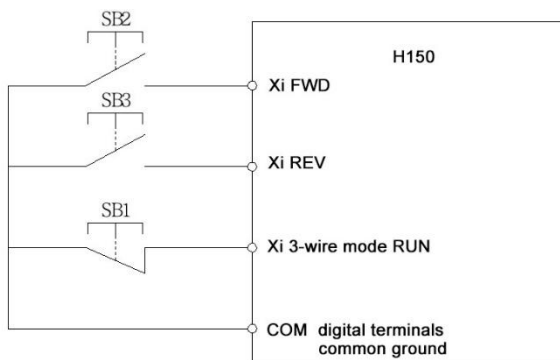 SB2
H150
Xi FWD
SB3
Xi REV
SB1
Xi 3-wire mode RUN
COM digital terminals
common ground